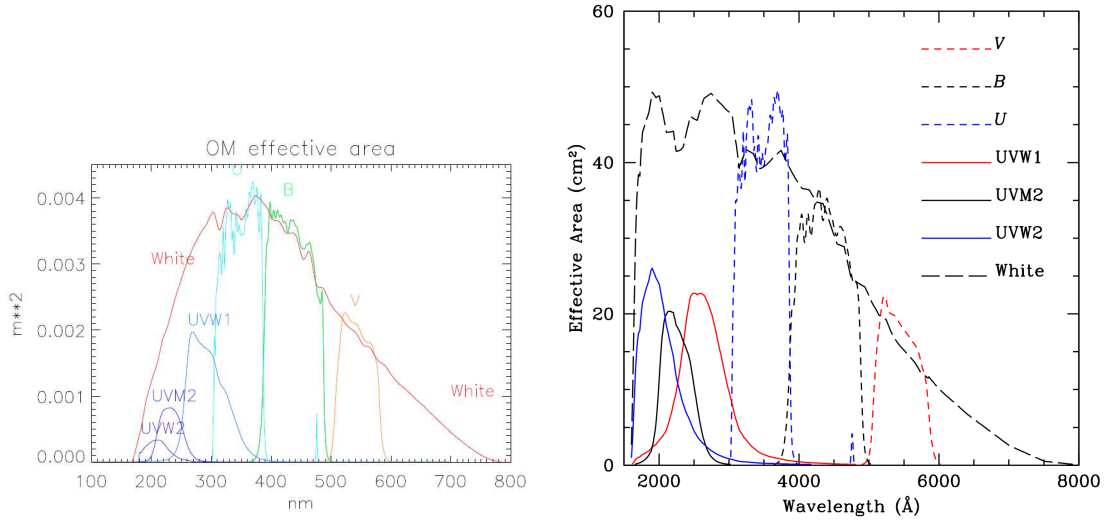 OM effective area
0.004
0.003
0.002
0.001
0.000
m**2
100 200 300 400 500 600 700 800
nm
White
U
B
V
UVW1
UVM2
UVW2
White
60
40
20
0
Effective Area (cm²)
2000 4000 6000 8000
Wavelength (Å)
V
B
U
UVW1
UVM2
UVW2
White